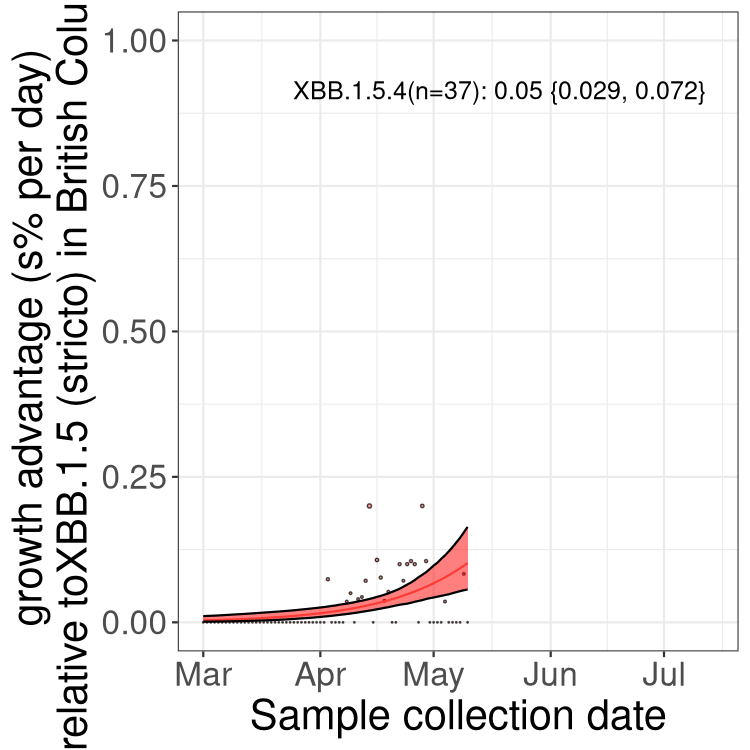 growth advantage (s% per day)
relative toXBB.1.5 (stricto) in British Colu
1.00
0.75
0.50
0.25
0.00
XBB.1.5.4(n=37): 0.05 {0.029, 0.072}
Mar Apr May Jun Jul
Sample collection date